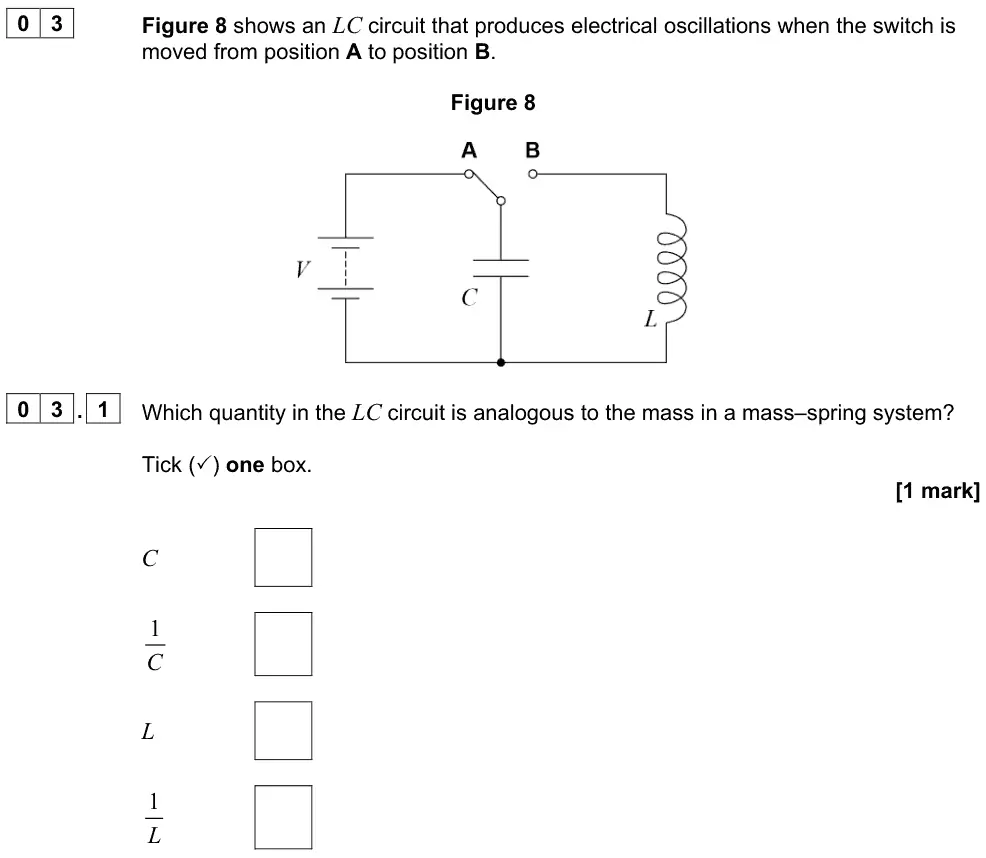 0 3 Figure 8 shows an LC circuit that produces electrical oscillations when the switch is
moved from position A to position B.
Figure 8
A B
V
C
L
0 3 . 1 Which quantity in the LC circuit is analogous to the mass in a mass–spring system?
Tick (✓) one box.
[1 mark]
C
1
C
L
1
L